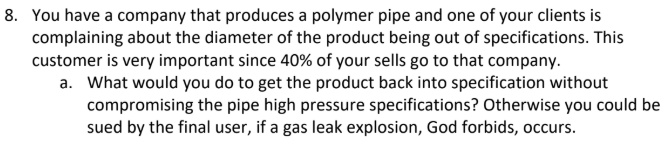 8. You have a company that produces a polymer pipe and one of your clients is
complaining about the diameter of the product being out of specifications. This
customer is very important since 40% of your sells go to that company.
a. What would you do to get the product back into specification without
compromising the pipe high pressure specifications? Otherwise you could be
sued by the final user, if a gas leak explosion, God forbids, occurs.